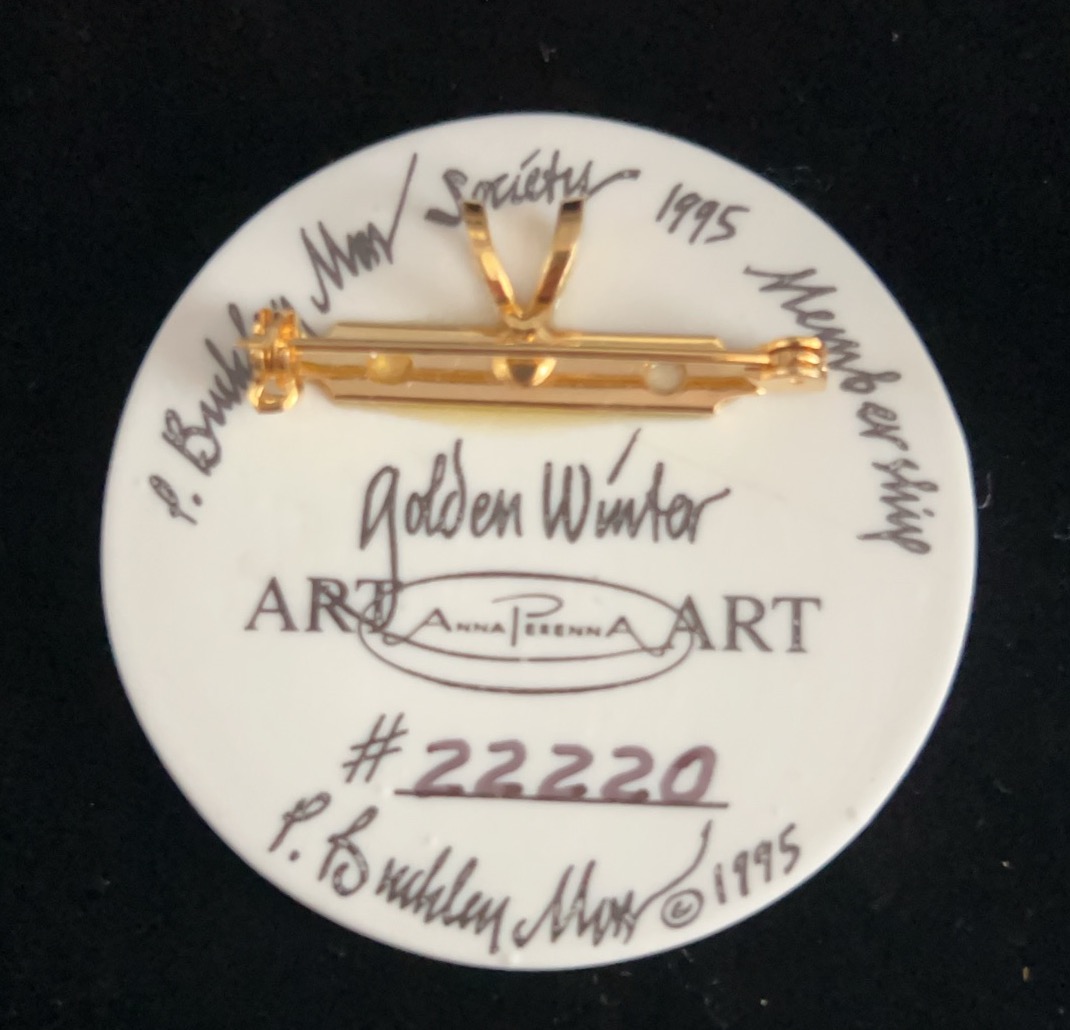 P. Buckley Moss Society 1995 Membership
Golden Winter
ART ANNA PERENNA ART
# 22220
P. Buckley Moss © 1995